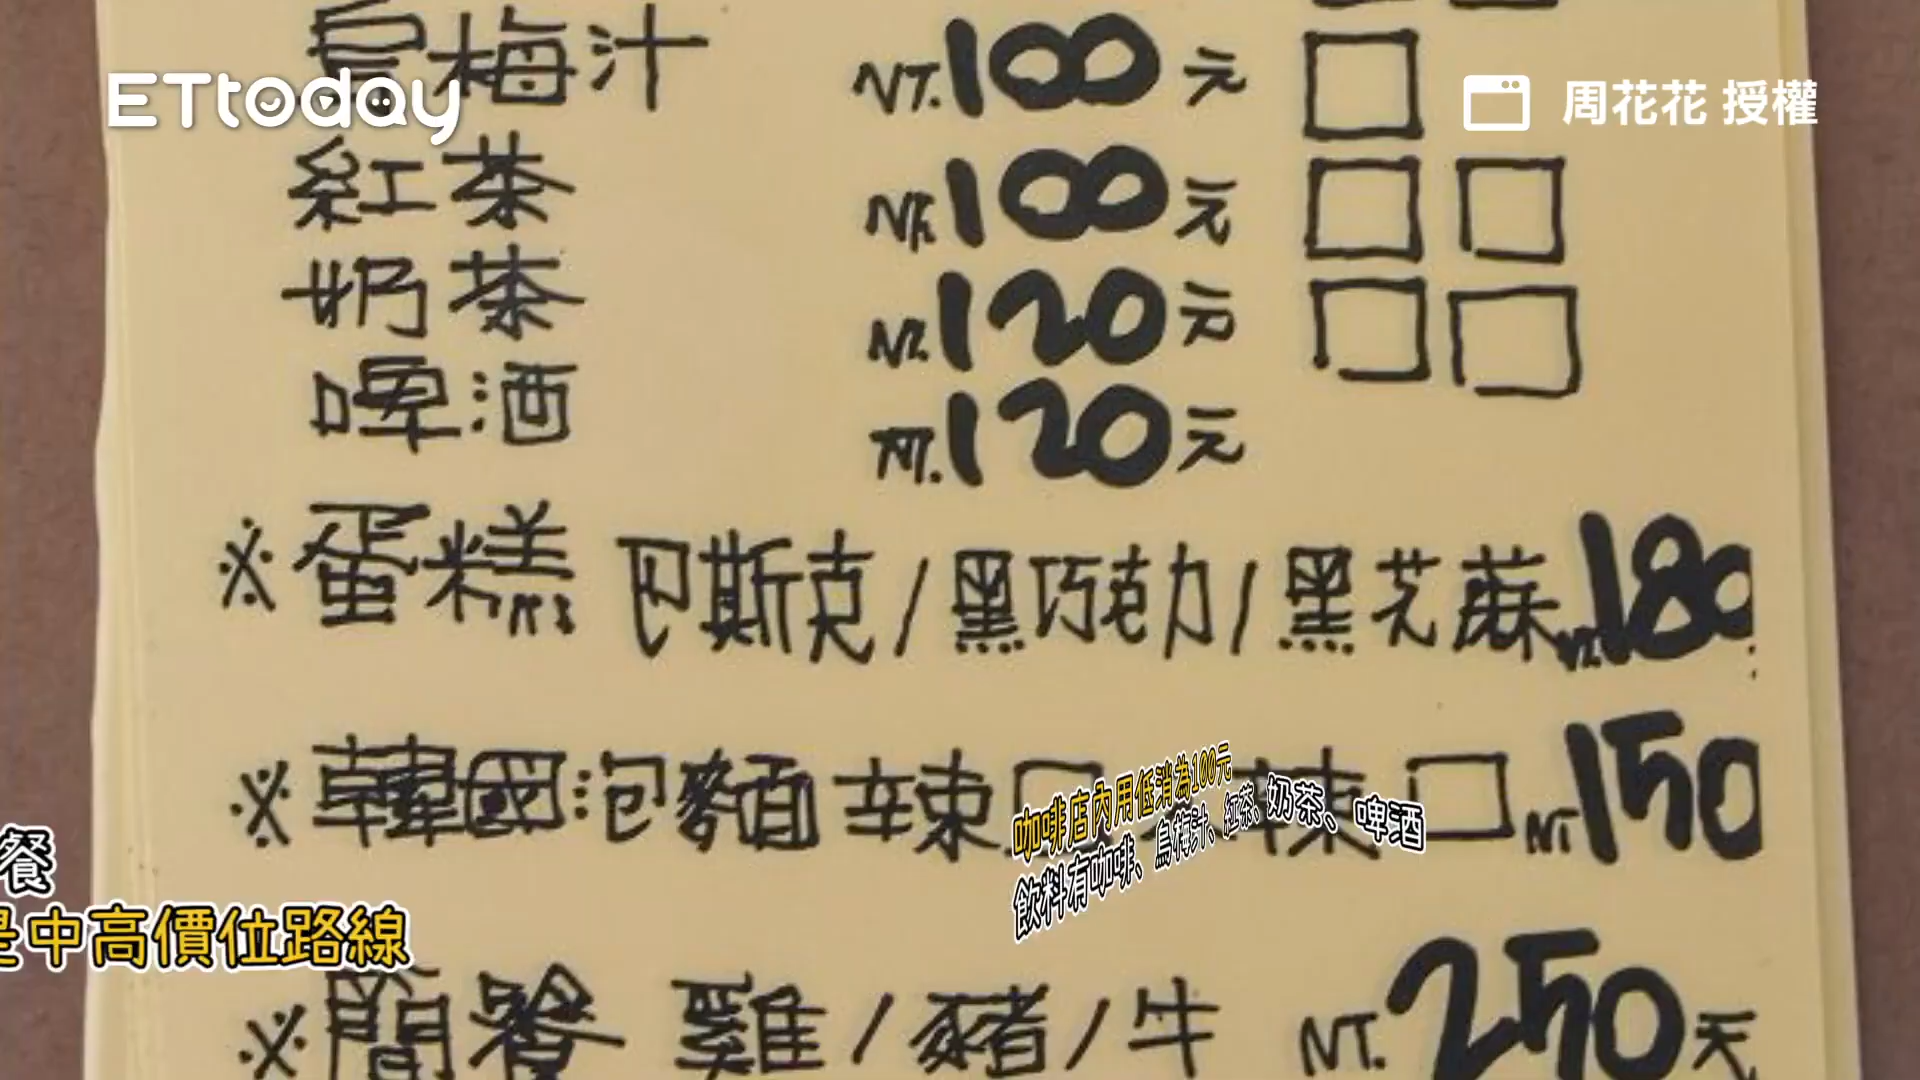 ETtoday
周花花 授權
烏梅汁 NT.100元
紅茶 NT.100元
奶茶 NT.120元
啤酒 NT.120元
※蛋糕 巴斯克/黑巧克力/黑芝蔴 NT.180
※韓國泡麵 辛辣□ 辣□ NT.150
咖啡店內用低消為100元
飲料有咖啡、烏梅汁、紅茶、奶茶、啤酒
餐
是中高價位路線
※簡餐 雞/豬/牛 NT.250元